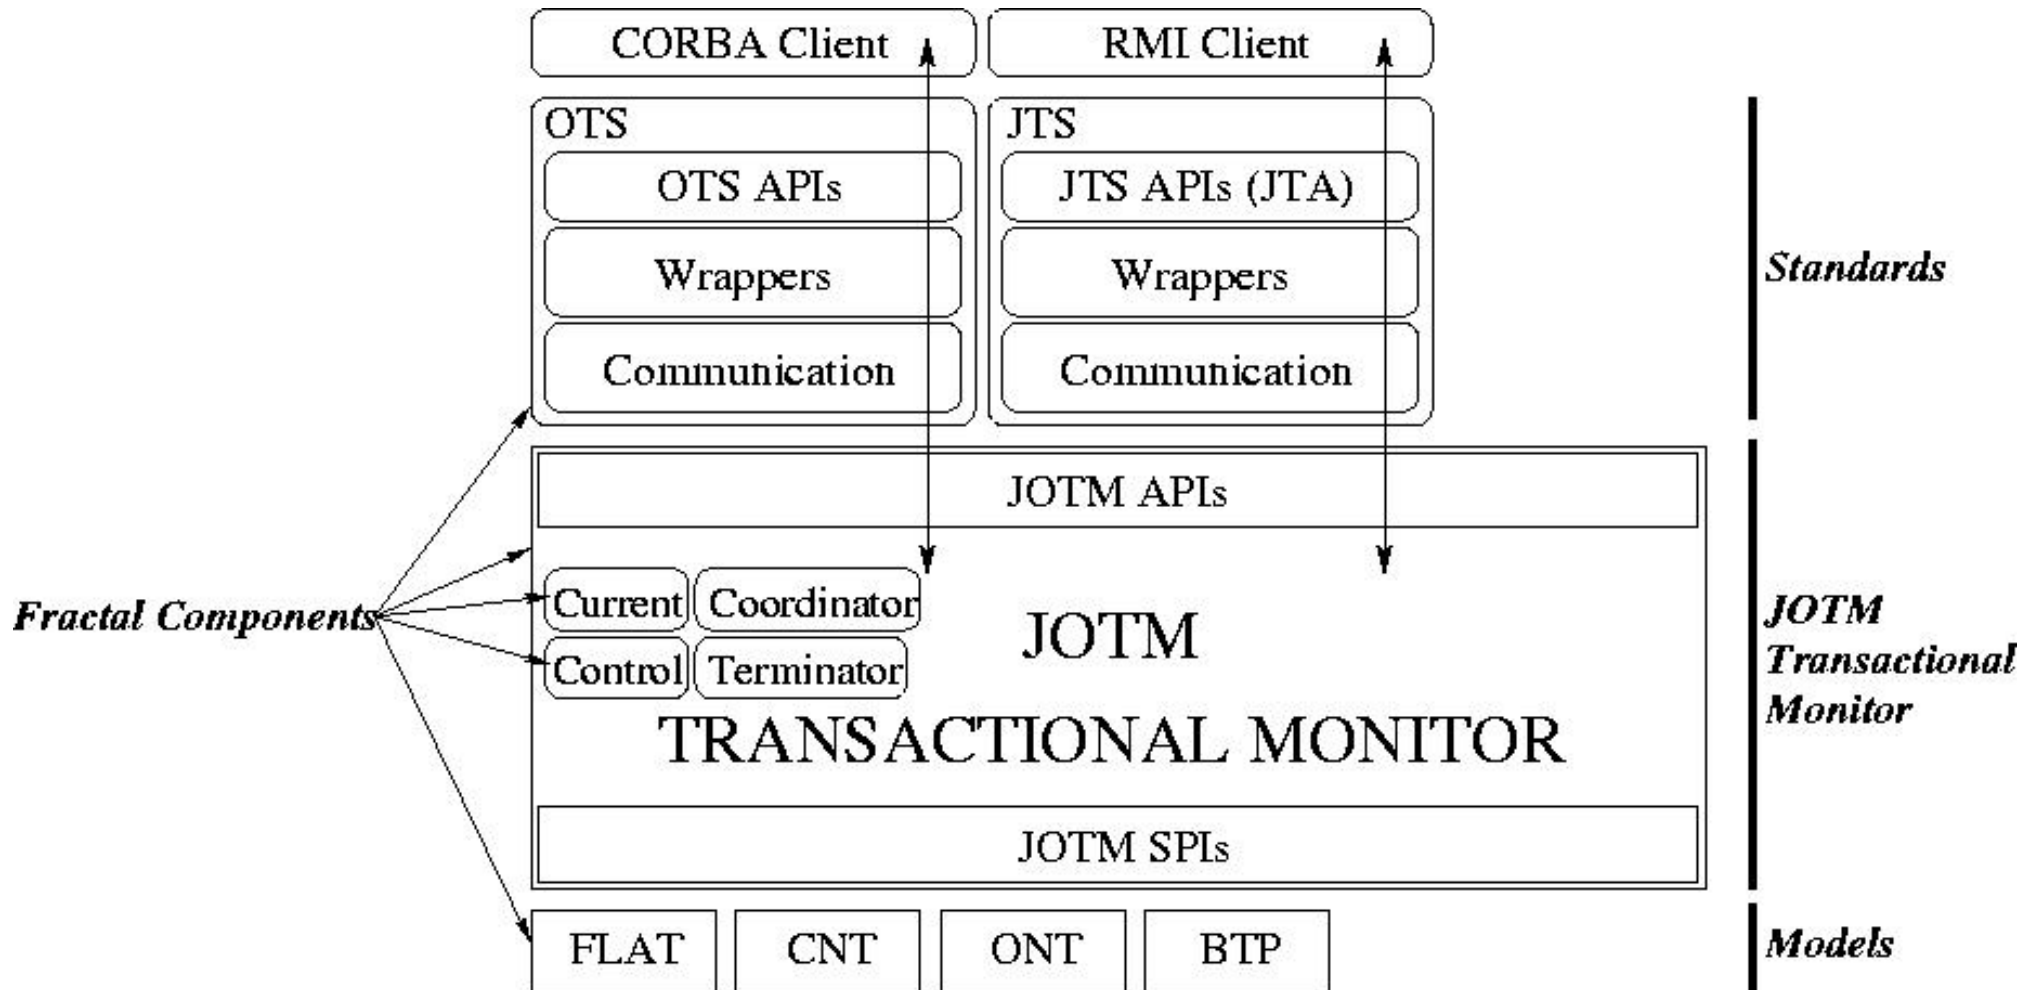 CORBA Client
RMI Client
OTS
JTS
OTS APIs
JTS APIs (JTA)
Wrappers
Wrappers
Standards
Communication
Communication
JOTM APIs
Fractal Components
Current
Coordinator
Control
Terminator
JOTM
TRANSACTIONAL MONITOR
JOTM
Transactional
Monitor
JOTM SPIs
FLAT
CNT
ONT
BTP
Models